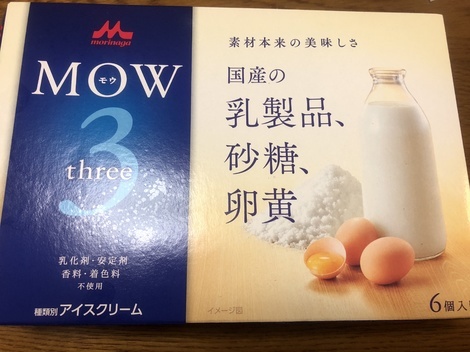 morinaga
MOW
モウ
3
three
乳化剤・安定剤
香料・着色料
不使用
種類別アイスクリーム
素材本来の美味しさ
国産の
乳製品、
砂糖、
卵黄
イメージ図
6個入